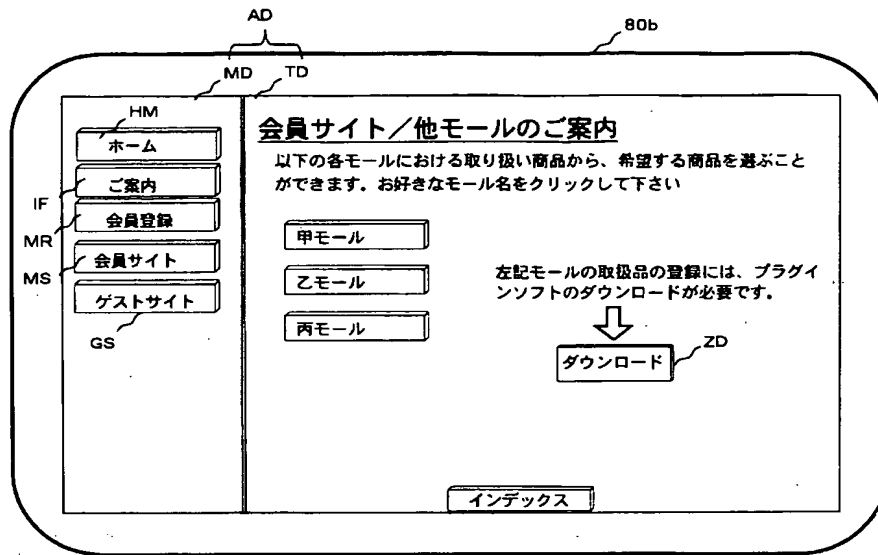 AD
80b
MD
TD
HM
ホーム
ご案内
IF
会員登録
MR
会員サイト
MS
ゲストサイト
GS
会員サイト／他モールのご案内
以下の各モールにおける取り扱い商品から、希望する商品を選ぶこと
ができます。お好きなモール名をクリックして下さい
甲モール
乙モール
丙モール
左記モールの取扱品の登録には、プラグイ
ンソフトのダウンロードが必要です。
ZD
ダウンロード
インデックス